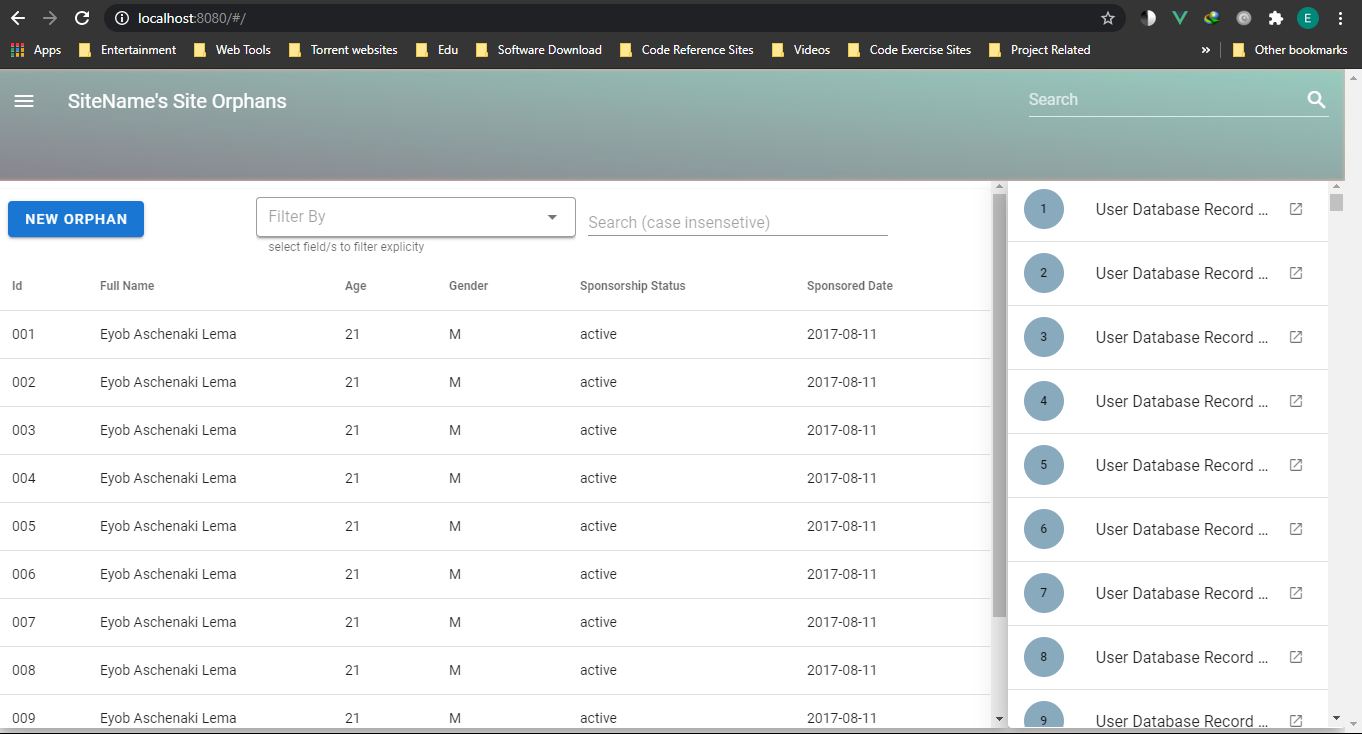 localhost:8080/#/
E
Apps Entertainment Web Tools Torrent websites Edu Software Download Code Reference Sites Videos Code Exercise Sites Project Related » Other bookmarks
SiteName's Site Orphans
Search
NEW ORPHAN
Filter By
select field/s to filter explicity
Search (case insensetive)
Id Full Name Age Gender Sponsorship Status Sponsored Date
001 Eyob Aschenaki Lema 21 M active 2017-08-11
002 Eyob Aschenaki Lema 21 M active 2017-08-11
003 Eyob Aschenaki Lema 21 M active 2017-08-11
004 Eyob Aschenaki Lema 21 M active 2017-08-11
005 Eyob Aschenaki Lema 21 M active 2017-08-11
006 Eyob Aschenaki Lema 21 M active 2017-08-11
007 Eyob Aschenaki Lema 21 M active 2017-08-11
008 Eyob Aschenaki Lema 21 M active 2017-08-11
009 Eyob Aschenaki Lema 21 M active 2017-08-11
1 User Database Record ...
2 User Database Record ...
3 User Database Record ...
4 User Database Record ...
5 User Database Record ...
6 User Database Record ...
7 User Database Record ...
8 User Database Record ...
9 User Database Record ...